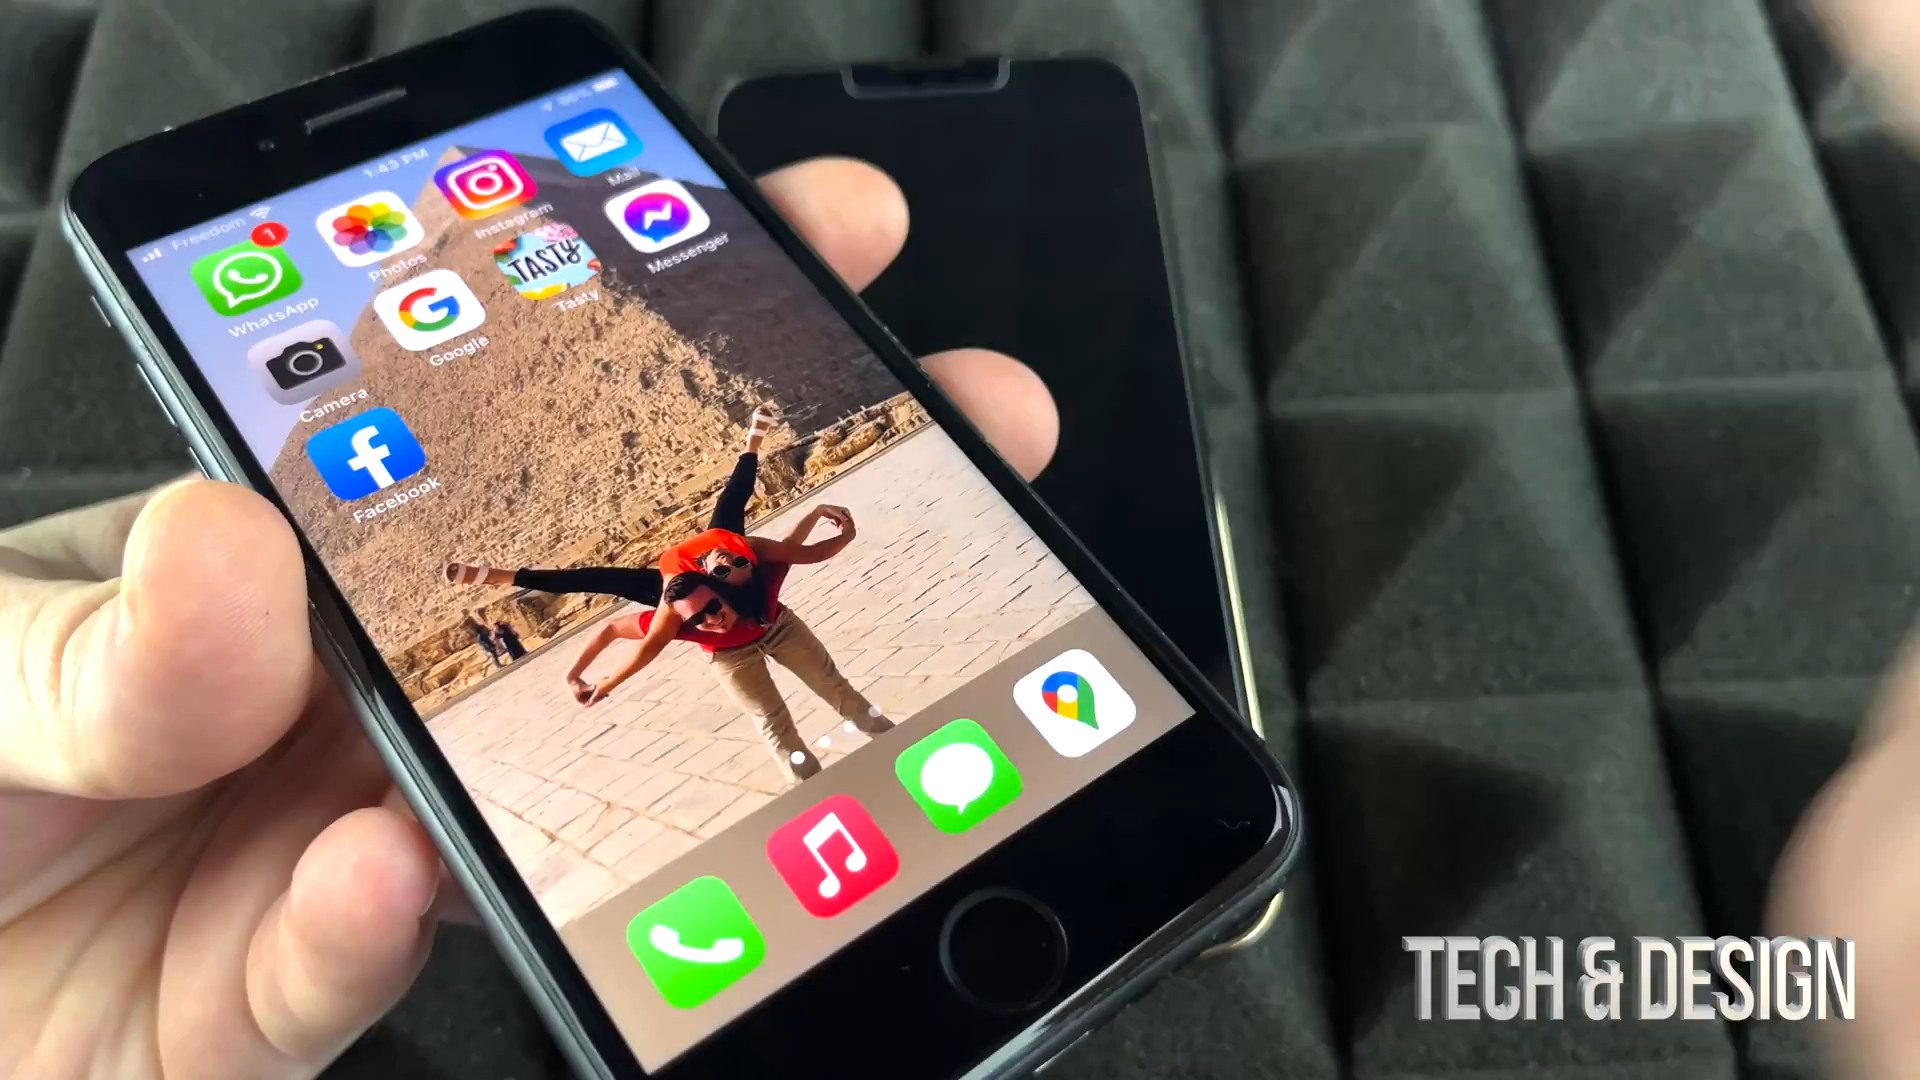 Freedom
1:43 PM
WhatsApp
1
Photos
Instagram
Mail
Camera
Google
TASTY
Tasty
Messenger
Facebook
TECH & DESIGN